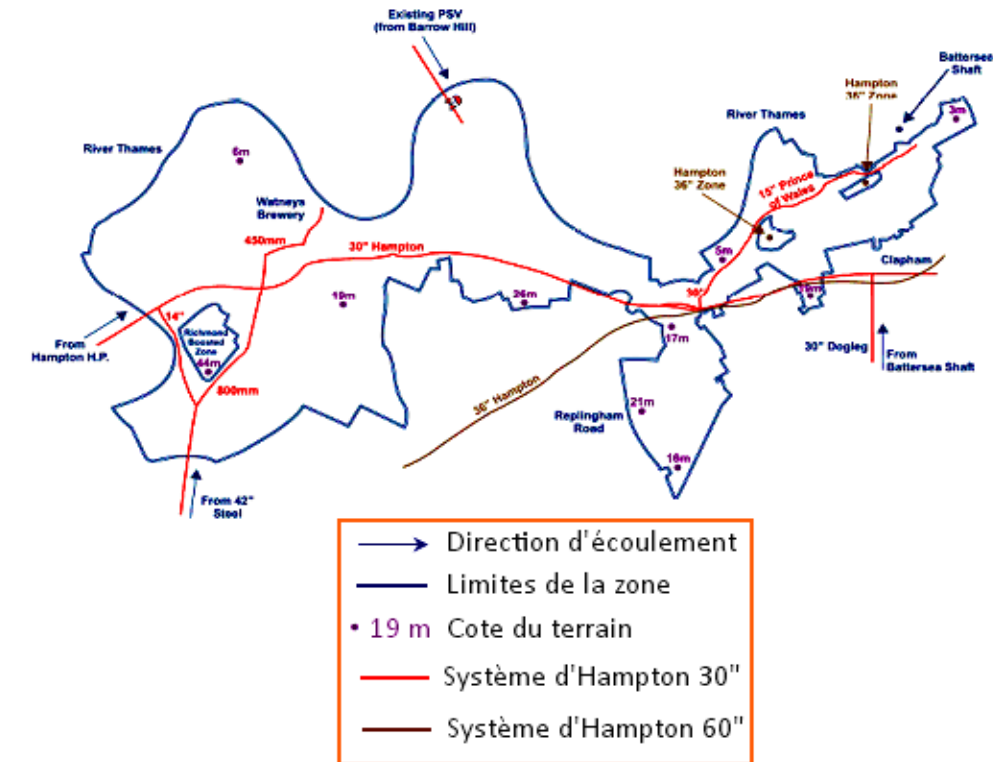 Existing PSV
(from Barrow Hill)
Battersea
Shaft
Hampton
36" Zone
3m
River Thames
River Thames
6m
Hampton
36" Zone
15" Prince
of Wales
Watneys
Brewery
450mm
30" Hampton
5m
Clapham
30"
19m
26m
14"
Richmond
Boosted
Zone
17m
From
Hampton H.P.
44m
30" Dogleg
From
Battersea Shaft
800mm
36" Hampton
21m
Replingham
Road
16m
From 42"
Steel
Direction d'écoulement
Limites de la zone
19 m Cote du terrain
Système d'Hampton 30"
Système d'Hampton 60"